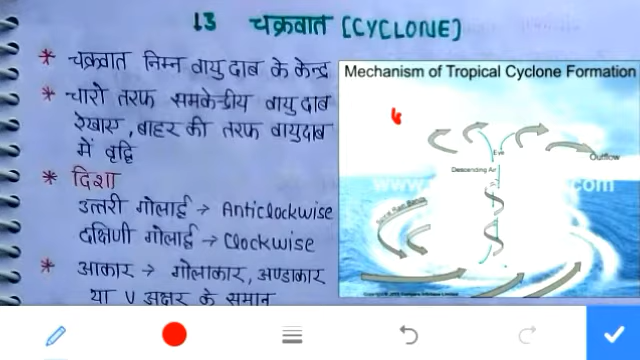 13 चक्रवात [CYCLONE]
* चक्रवात निम्न वायुदाब के केन्द्र
* चारो तरफ समकेन्द्रीय वायुदाब
रेखाए, बाहर की तरफ वायुदाब
में वृद्धि
* दिशा
उत्तरी गोलार्द्ध → Anticlockwise
दक्षिणी गोलार्द्ध → Clockwise
* आकार → गोलाकार, अण्डाकार
या V अक्षर के समान
Mechanism of Tropical Cyclone Formation
Eye
Outflow
Descending Air